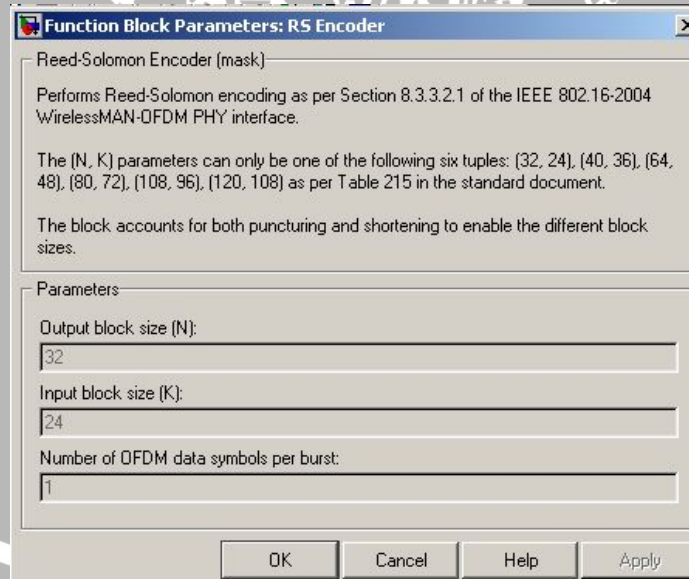 Function Block Parameters: RS Encoder
Reed-Solomon Encoder (mask)
Performs Reed-Solomon encoding as per Section 8.3.3.2.1 of the IEEE 802.16-2004
WirelessMAN-OFDM PHY interface.
The (N, K) parameters can only be one of the following six tuples: (32, 24), (40, 36), (64,
48), (80, 72), (108, 96), (120, 108) as per Table 215 in the standard document.
The block accounts for both puncturing and shortening to enable the different block
sizes.
Parameters
Output block size (N):
32
Input block size (K):
24
Number of OFDM data symbols per burst:
1
OK
Cancel
Help
Apply